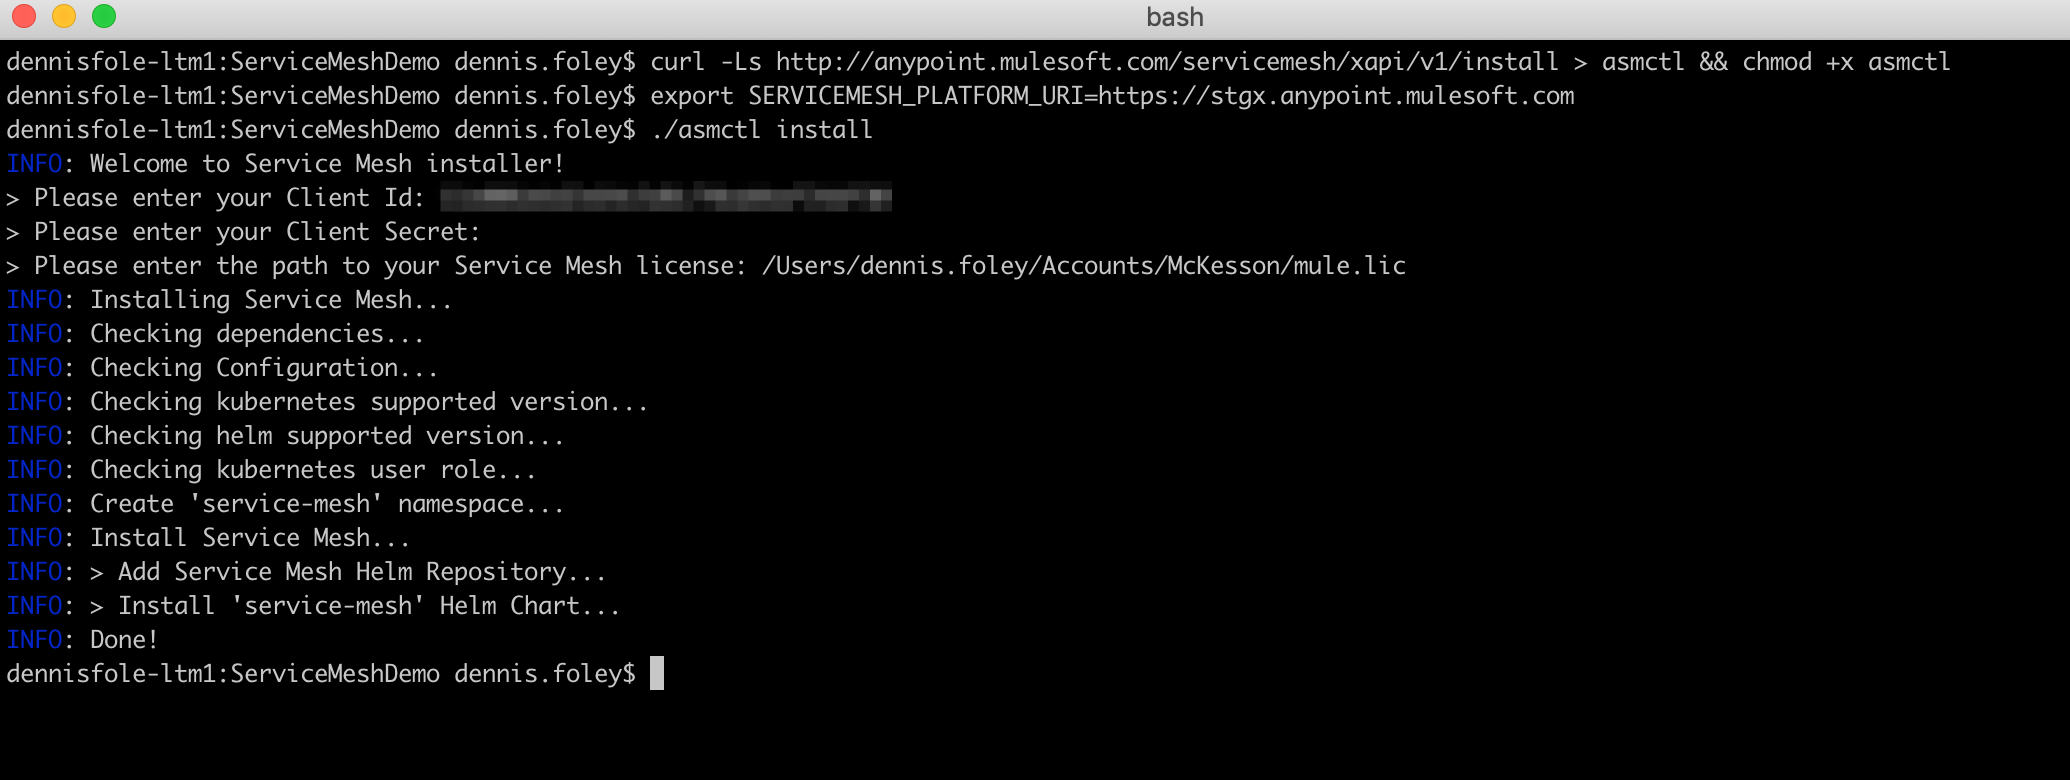 bash
dennisfole-ltm1:ServiceMeshDemo dennis.foley$ curl -Ls http://anypoint.mulesoft.com/servicemesh/xapi/v1/install > asmctl && chmod +x asmctl
dennisfole-ltm1:ServiceMeshDemo dennis.foley$ export SERVICEMESH_PLATFORM_URI=https://stgx.anypoint.mulesoft.com
dennisfole-ltm1:ServiceMeshDemo dennis.foley$ ./asmctl install
INFO: Welcome to Service Mesh installer!
> Please enter your Client Id:
> Please enter your Client Secret:
> Please enter the path to your Service Mesh license: /Users/dennis.foley/Accounts/McKesson/mule.lic
INFO: Installing Service Mesh...
INFO: Checking dependencies...
INFO: Checking Configuration...
INFO: Checking kubernetes supported version...
INFO: Checking helm supported version...
INFO: Checking kubernetes user role...
INFO: Create 'service-mesh' namespace...
INFO: Install Service Mesh...
INFO: > Add Service Mesh Helm Repository...
INFO: > Install 'service-mesh' Helm Chart...
INFO: Done!
dennisfole-ltm1:ServiceMeshDemo dennis.foley$